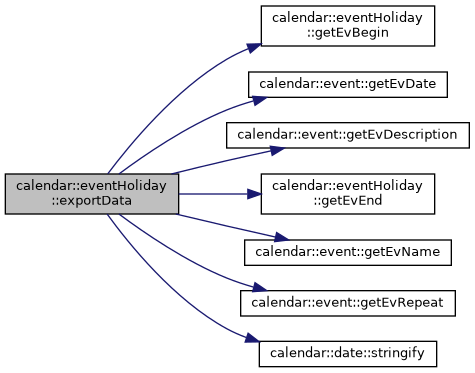 calendar::eventHoliday
::getEvBegin
calendar::event::getEvDate
calendar::event::getEvDescription
calendar::eventHoliday
::exportData
calendar::eventHoliday
::getEvEnd
calendar::event::getEvName
calendar::event::getEvRepeat
calendar::date::stringify